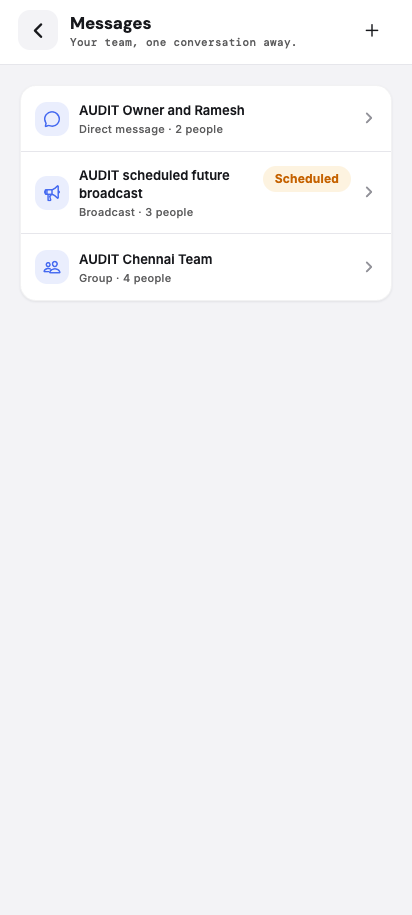 Messages
Your team, one conversation away.
AUDIT Owner and Ramesh
Direct message · 2 people
AUDIT scheduled future
broadcast
Scheduled
Broadcast · 3 people
AUDIT Chennai Team
Group · 4 people